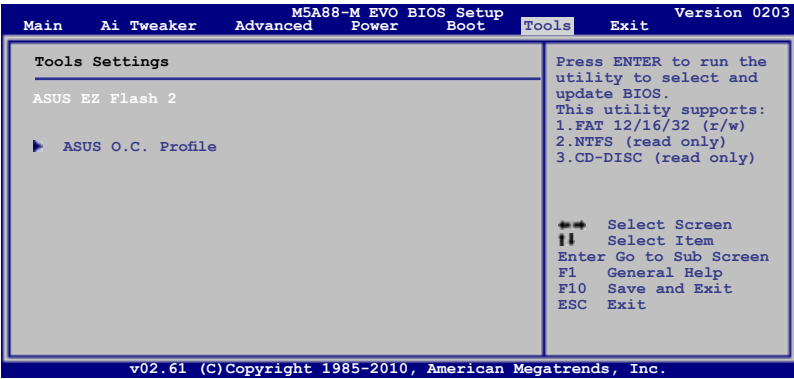 M5A88-M EVO BIOS Setup Version 0203
Main Ai Tweaker Advanced Power Boot Tools Exit
Tools Settings
ASUS EZ Flash 2
ASUS O.C. Profile
Press ENTER to run the
utility to select and
update BIOS.
This utility supports:
1.FAT 12/16/32 (r/w)
2.NTFS (read only)
3.CD-DISC (read only)
Select Screen
Select Item
Enter Go to Sub Screen
F1 General Help
F10 Save and Exit
ESC Exit
v02.61 (C)Copyright 1985-2010, American Megatrends, Inc.